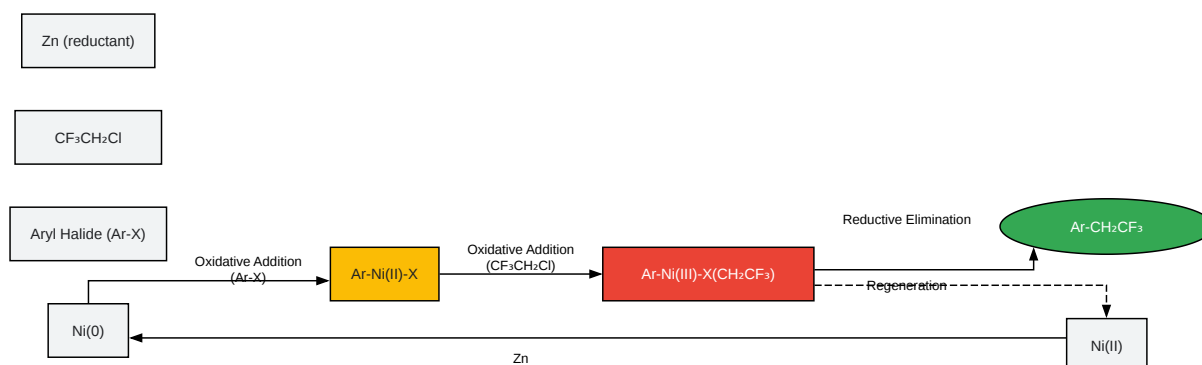 Zn (reductant)
CF₃CH₂Cl
Aryl Halide (Ar-X)
Oxidative Addition
(Ar-X)
Ni(0)
Ar-Ni(II)-X
Oxidative Addition
(CF₃CH₂Cl)
Ar-Ni(III)-X(CH₂CF₃)
Reductive Elimination
Ar-CH₂CF₃
Regeneration
Ni(II)
Zn